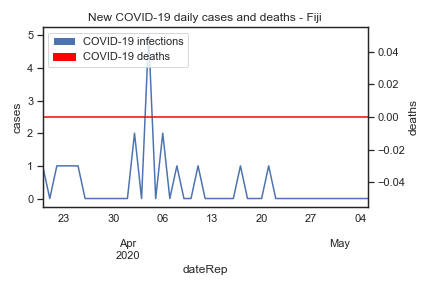 New COVID-19 daily cases and deaths - Fiji
COVID-19 infections
COVID-19 deaths
5
4
3
2
1
0
cases
0.04
0.02
0.00
−0.02
−0.04
deaths
23 30 06 13 20 27 04
Apr May
2020
dateRep